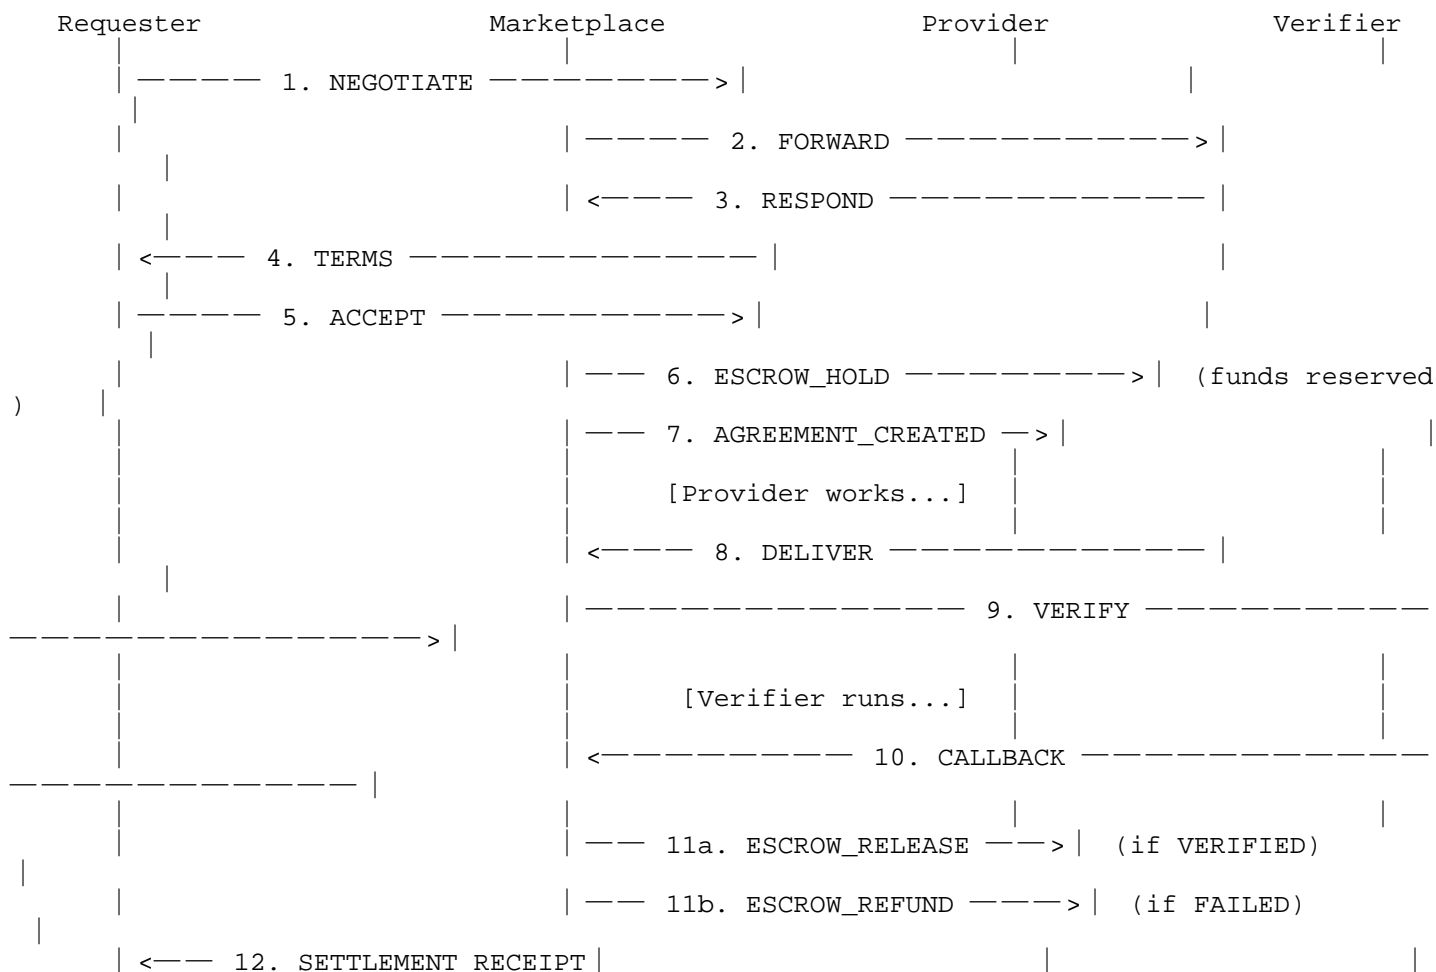 Requester Marketplace Provider Verifier
1. NEGOTIATE
2. FORWARD
3. RESPOND
4. TERMS
5. ACCEPT
6. ESCROW_HOLD (funds reserved
)
7. AGREEMENT_CREATED
[Provider works...]
8. DELIVER
9. VERIFY
[Verifier runs...]
10. CALLBACK
11a. ESCROW_RELEASE (if VERIFIED)
11b. ESCROW_REFUND (if FAILED)
12. SETTLEMENT RECEIPT